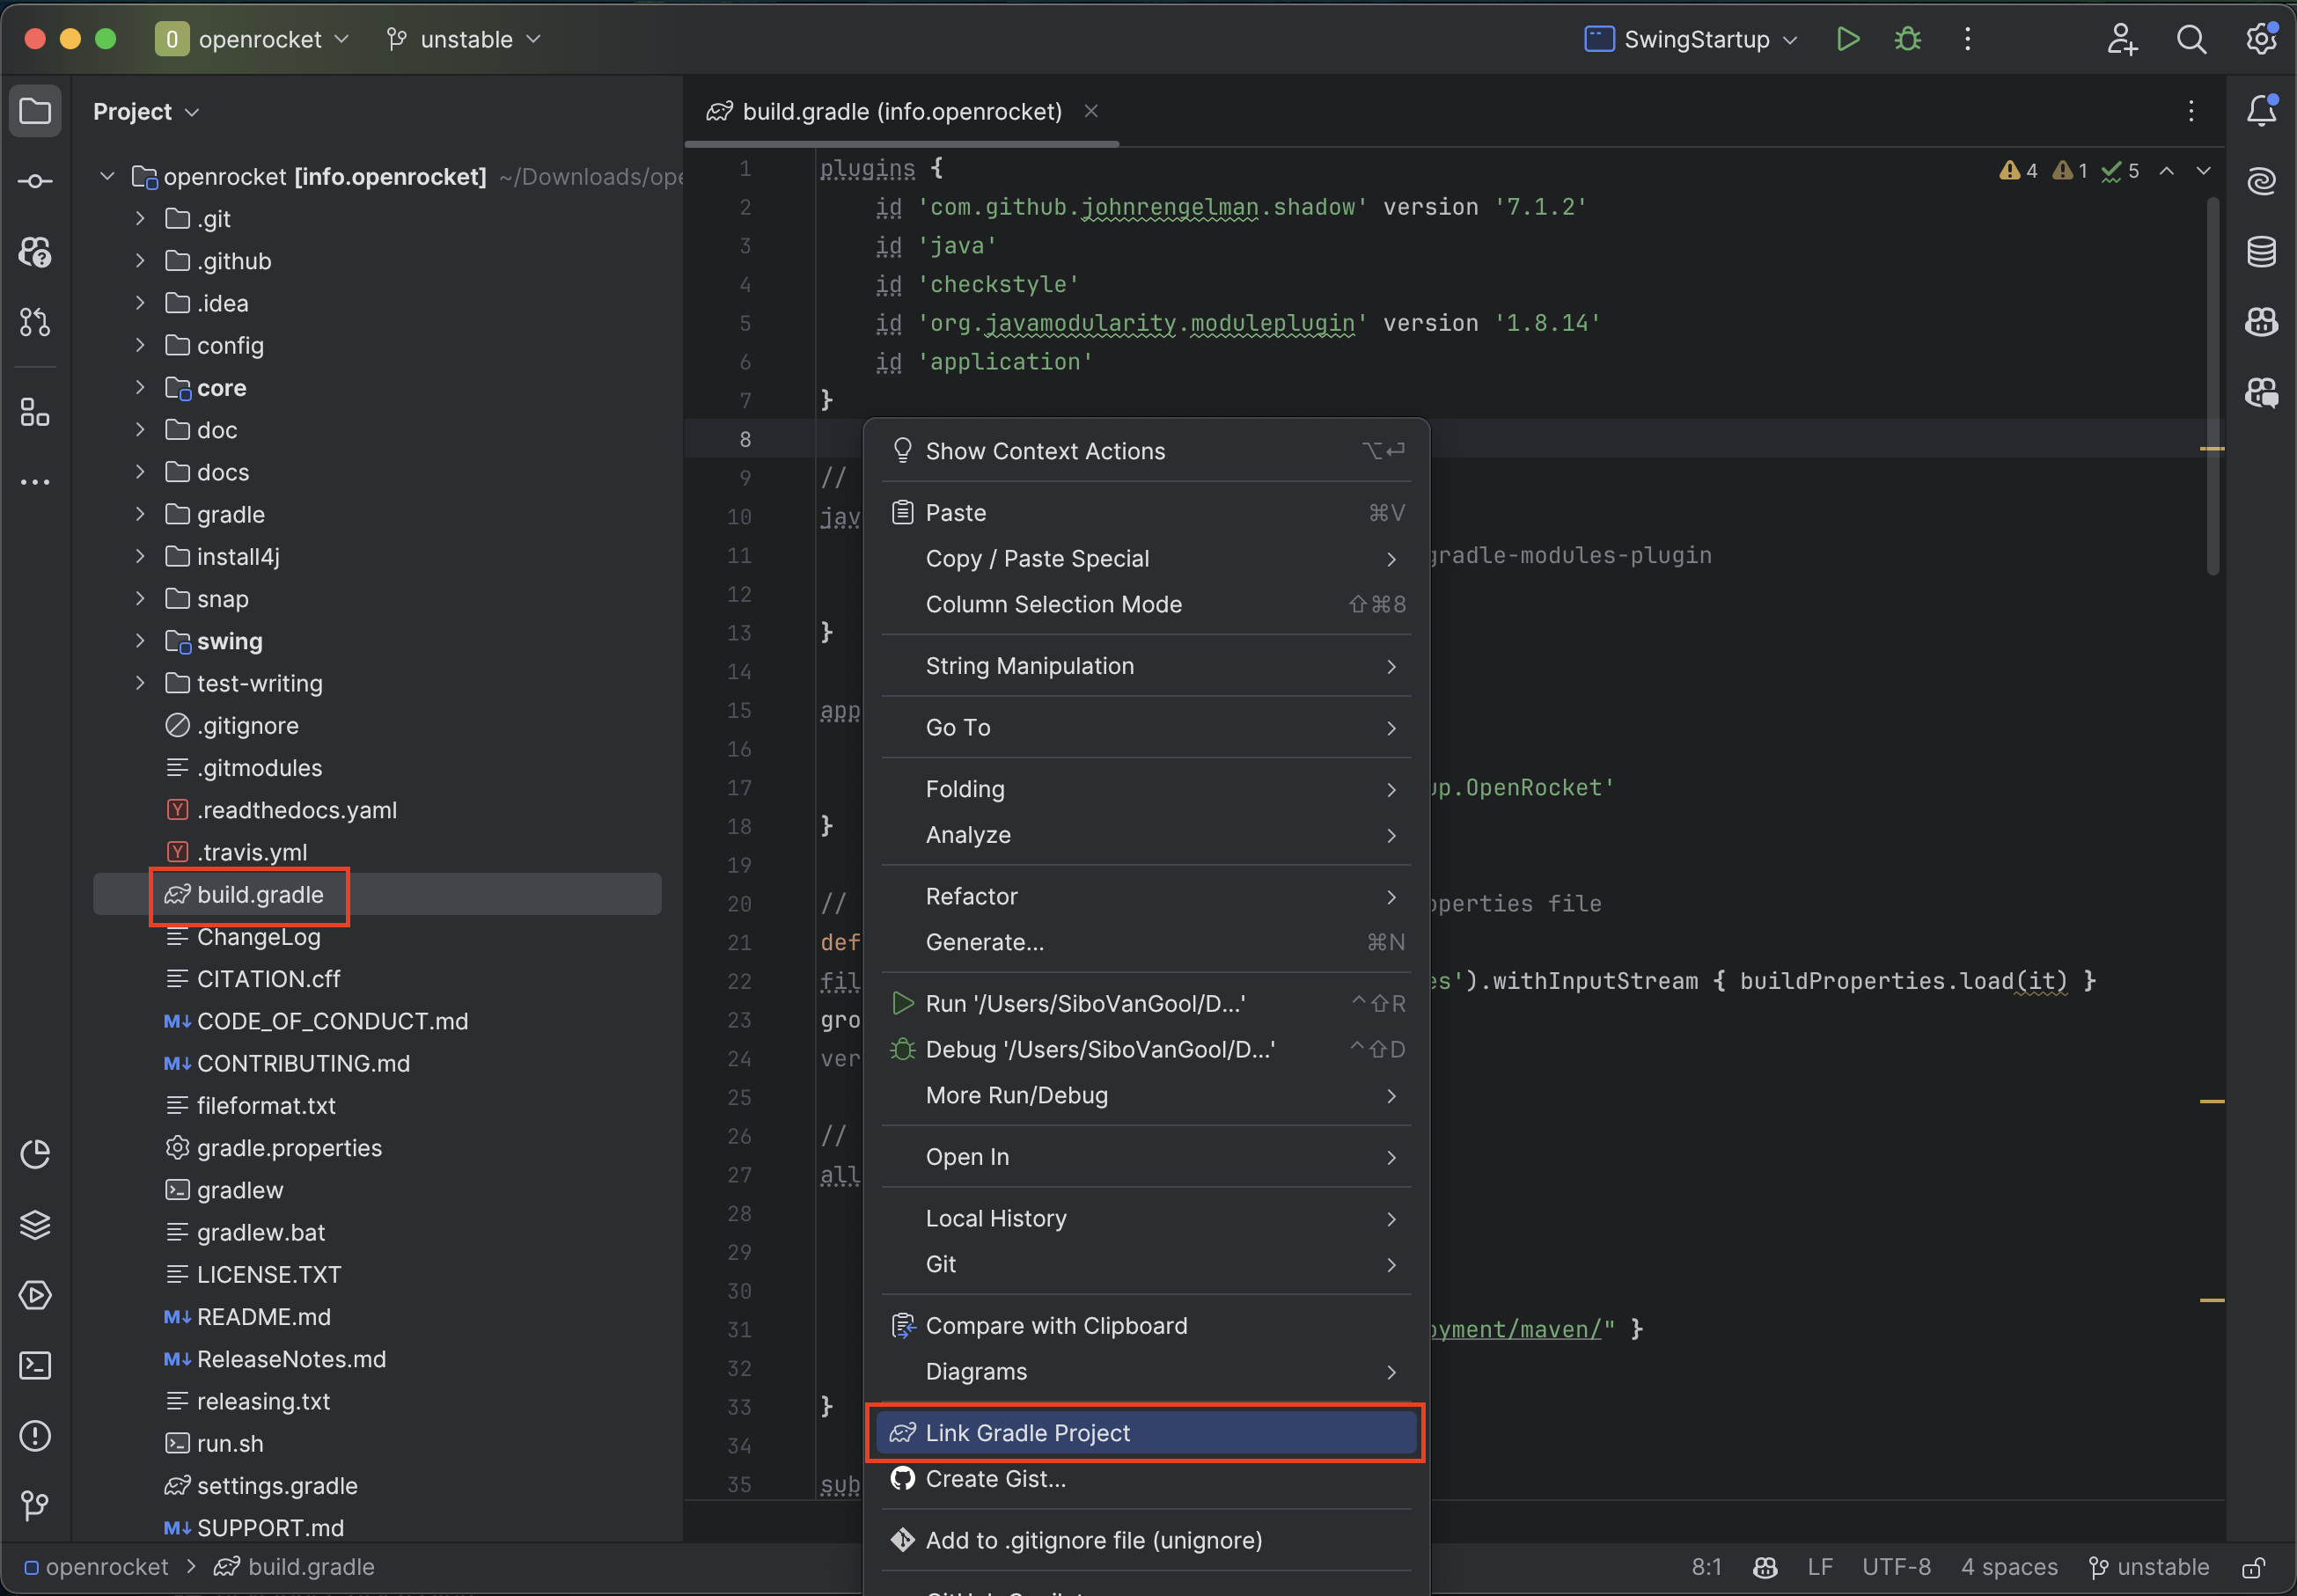 O openrocket unstable SwingStartup
Project
openrocket [info.openrocket] ~/Downloads/ope
.git
.github
.idea
config
core
doc
docs
gradle
install4j
snap
swing
test-writing
.gitignore
.gitmodules
.readthedocs.yaml
.travis.yml
build.gradle
ChangeLog
CITATION.cff
CODE_OF_CONDUCT.md
CONTRIBUTING.md
fileformat.txt
gradle.properties
gradlew
gradlew.bat
LICENSE.TXT
README.md
ReleaseNotes.md
releasing.txt
run.sh
settings.gradle
SUPPORT.md
build.gradle (info.openrocket)
4 1 5
1 plugins {
2 id 'com.github.johnrengelman.shadow' version '7.1.2'
3 id 'java'
4 id 'checkstyle'
5 id 'org.javamodularity.moduleplugin' version '1.8.14'
6 id 'application'
7 }
8
9 //
10 jav
11 gradle-modules-plugin
12
13 }
14
15 app
16
17 up.OpenRocket'
18 }
19
20 // operties file
21 def
22 fil es').withInputStream { buildProperties.load(it) }
23 gro
24 ver
25
26 //
27 all
28
29
30
31 oyment/maven/" }
32
33 }
34
35 sub
Show Context Actions ⌥↩
Paste ⌘V
Copy / Paste Special
Column Selection Mode ⇧⌘8
String Manipulation
Go To
Folding
Analyze
Refactor
Generate... ⌘N
Run '/Users/SiboVanGool/D...' ^⇧R
Debug '/Users/SiboVanGool/D...' ^⇧D
More Run/Debug
Open In
Local History
Git
Compare with Clipboard
Diagrams
Link Gradle Project
Create Gist...
Add to .gitignore file (unignore)
openrocket > build.gradle
8:1 LF UTF-8 4 spaces unstable